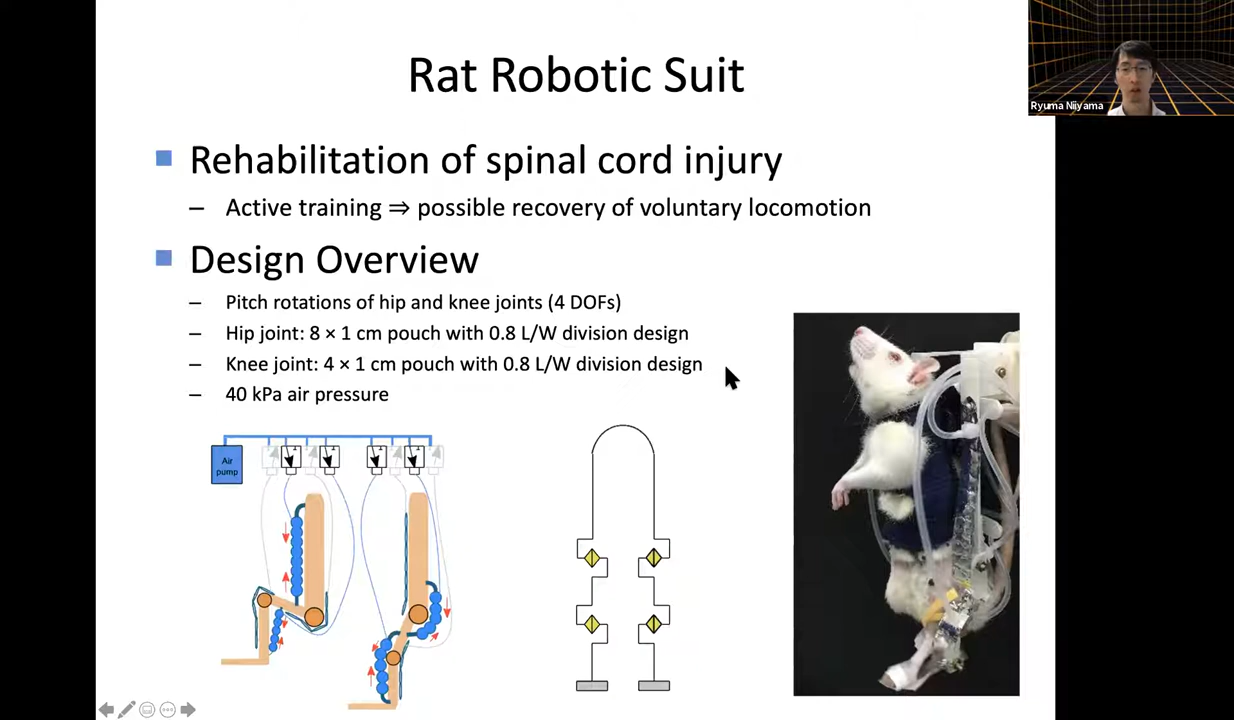 Rat Robotic Suit
Ryuma Niiyama
Rehabilitation of spinal cord injury
– Active training ⇒ possible recovery of voluntary locomotion
Design Overview
– Pitch rotations of hip and knee joints (4 DOFs)
– Hip joint: 8 × 1 cm pouch with 0.8 L/W division design
– Knee joint: 4 × 1 cm pouch with 0.8 L/W division design
– 40 kPa air pressure
Air
pump